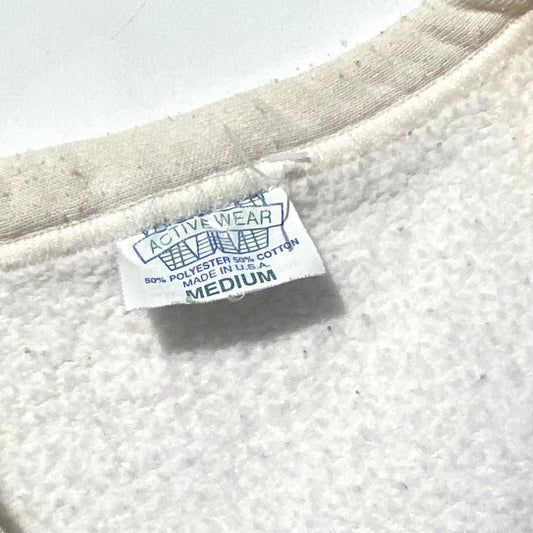 ACTIVE WEAR
50% POLYESTER 50% COTTON
MADE IN U.S.A.
MEDIUM